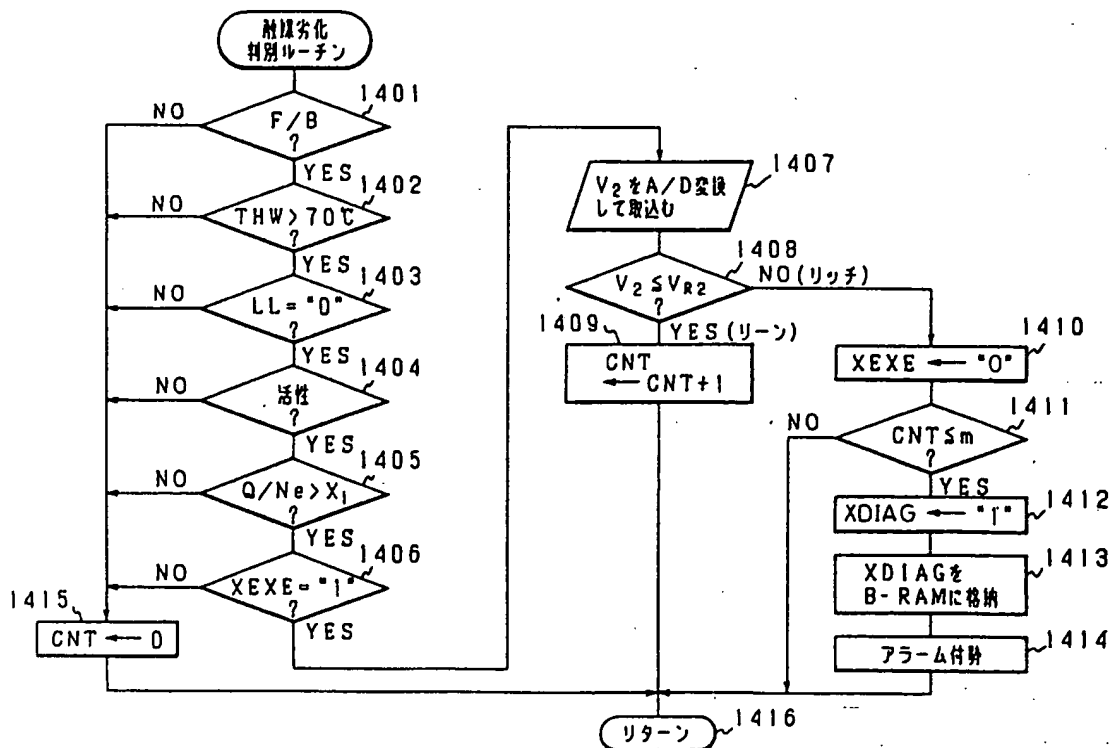 触媒劣化
判別ルーチン
1401
NO
F/B
?
YES
1402
NO
THW>70℃
?
YES
1403
NO
LL="0"
?
YES
1404
NO
活性
?
YES
1405
NO
Q/Ne>X1
?
YES
1406
NO
XEXE="1"
?
YES
1415
CNT ← 0
1407
V2をA/D変換
して取込む
1408
V2≦VR2
?
NO(リッチ)
YES(リーン)
1409
CNT
← CNT+1
1410
XEXE ← "0"
1411
NO
CNT≦m
?
YES
1412
XDIAG ← "1"
1413
XDIAGを
B-RAMに格納
1414
アラーム付勢
リターン
1416